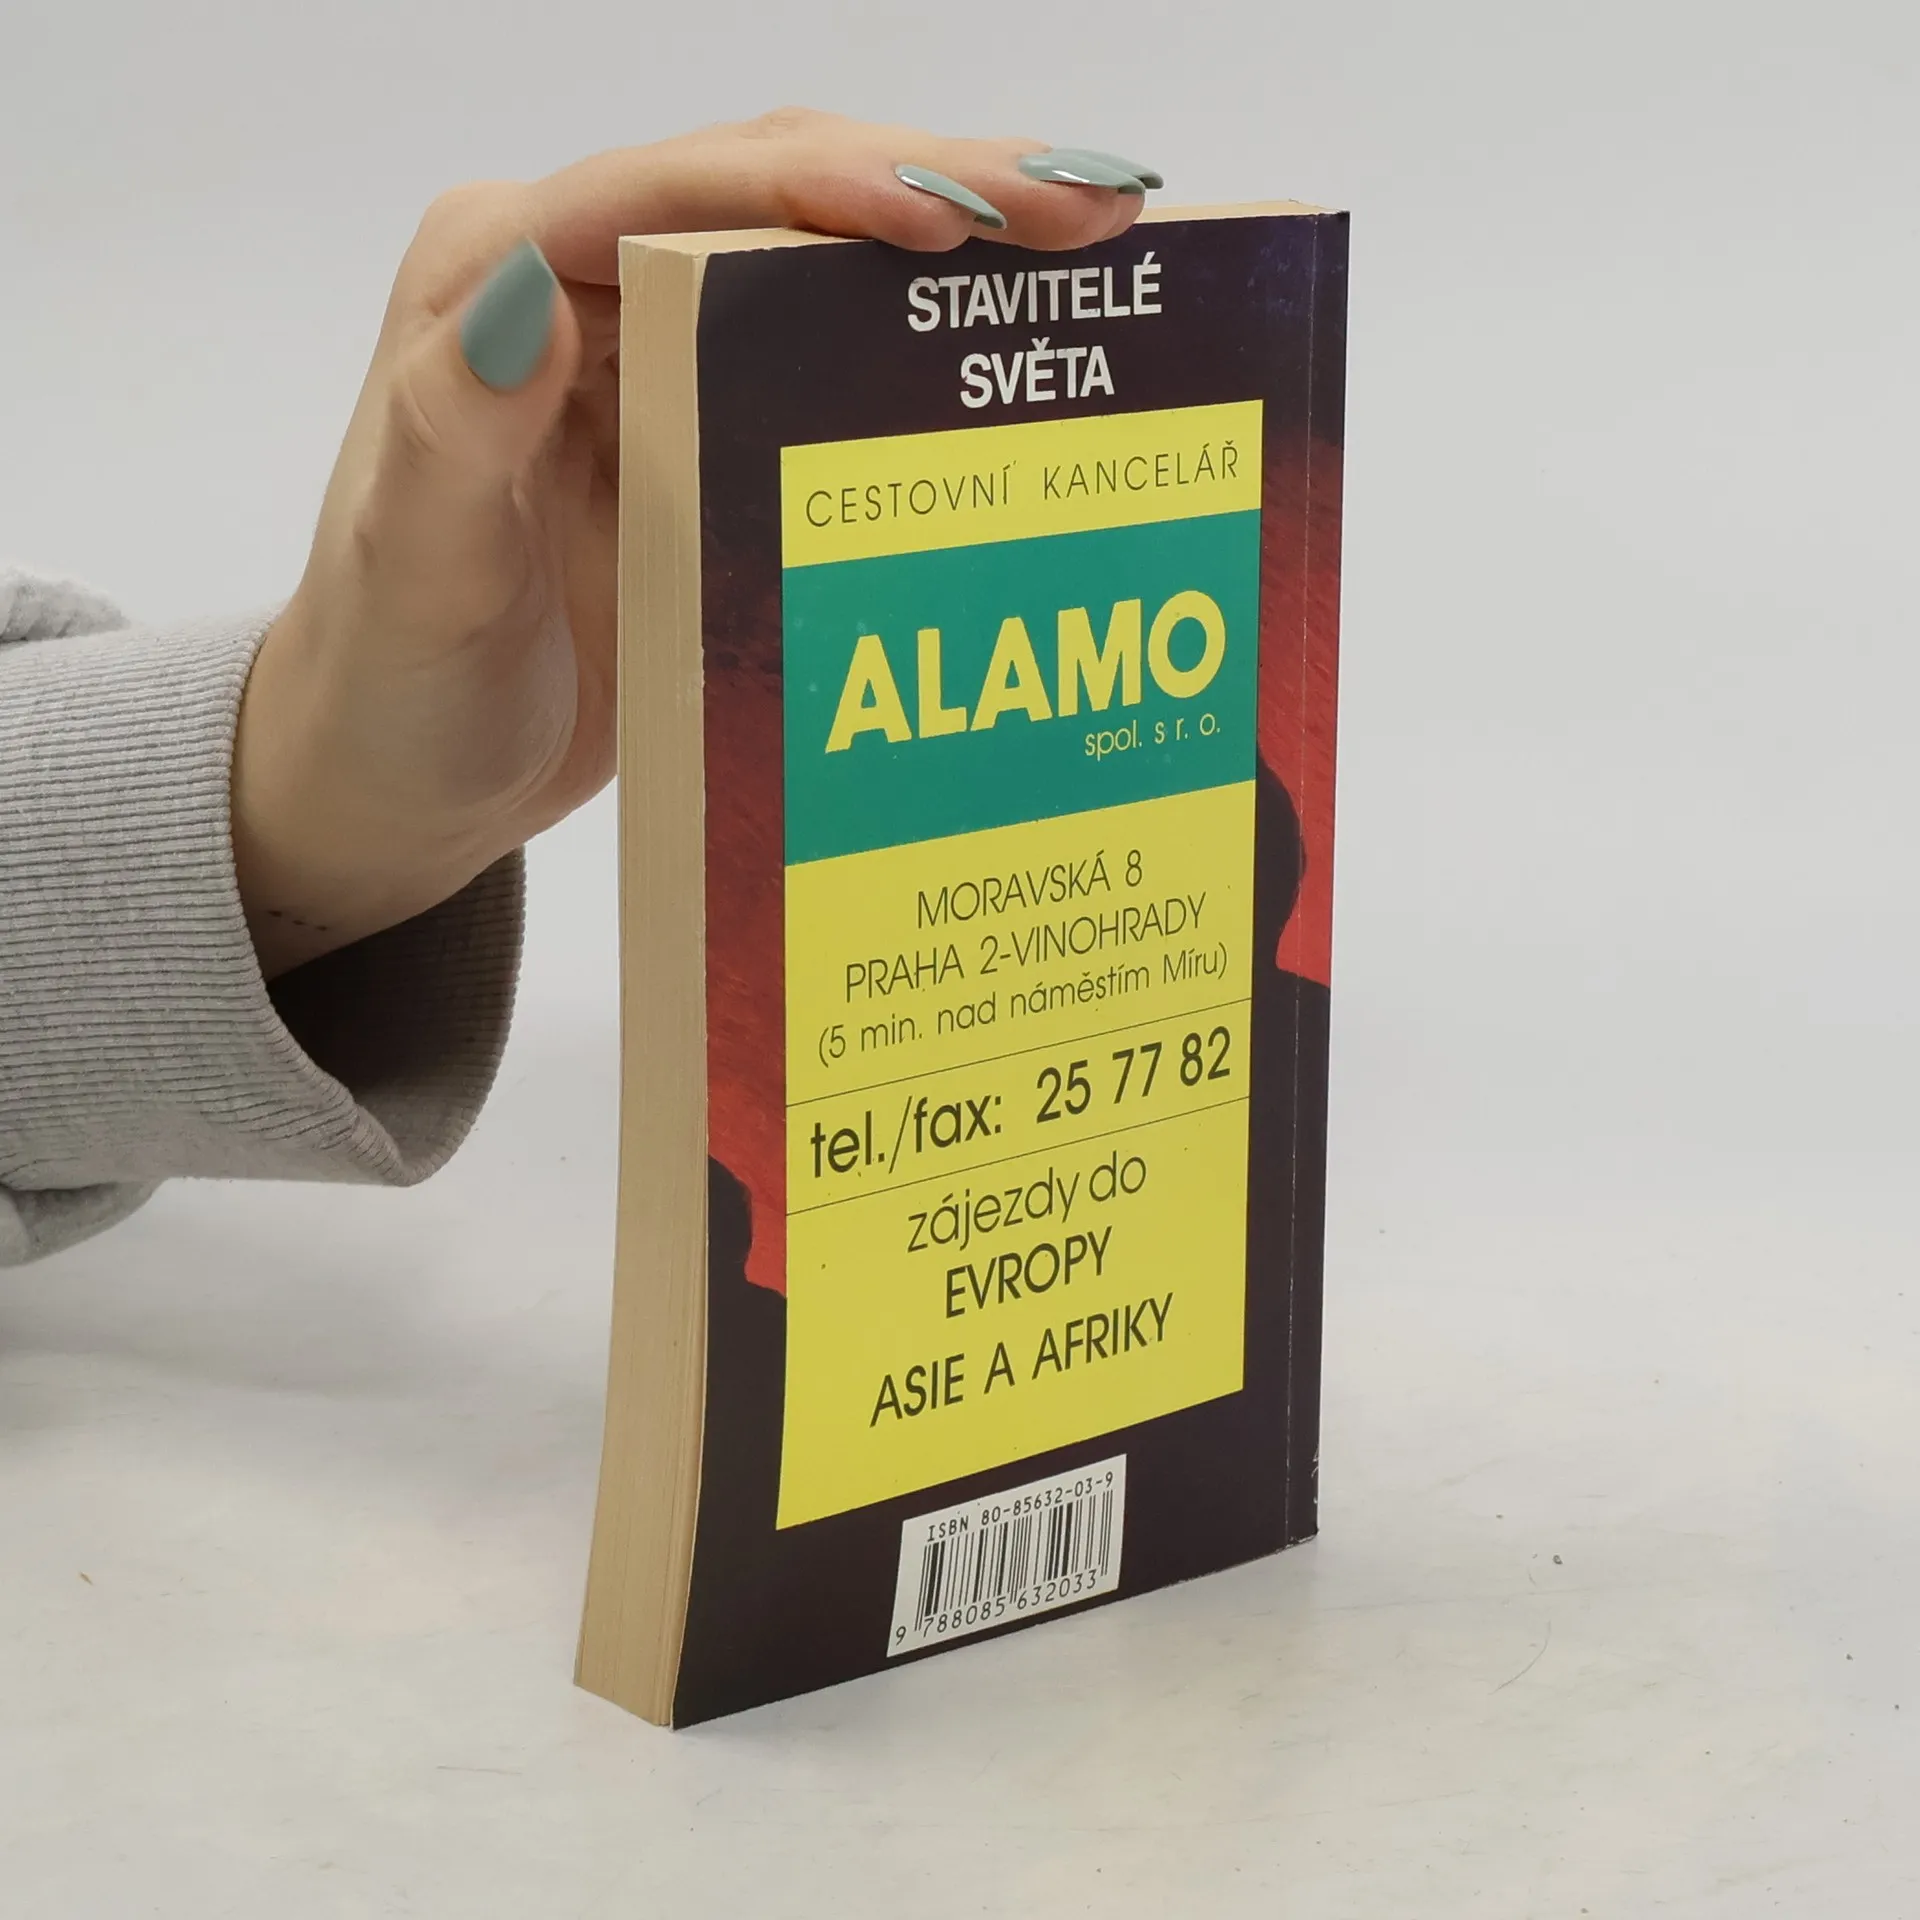 STAVITELÉ
SVĚTA
CESTOVNÍ KANCELÁŘ
ALAMO
spol. s r. o.
MORAVSKÁ 8
PRAHA 2-VINOHRADY
(5 min. nad náměstím Míru)
tel./fax: 25 77 82
zájezdy do
EVROPY
ASIE A AFRIKY
ISBN 80-85632-03-9
9 788085 632033